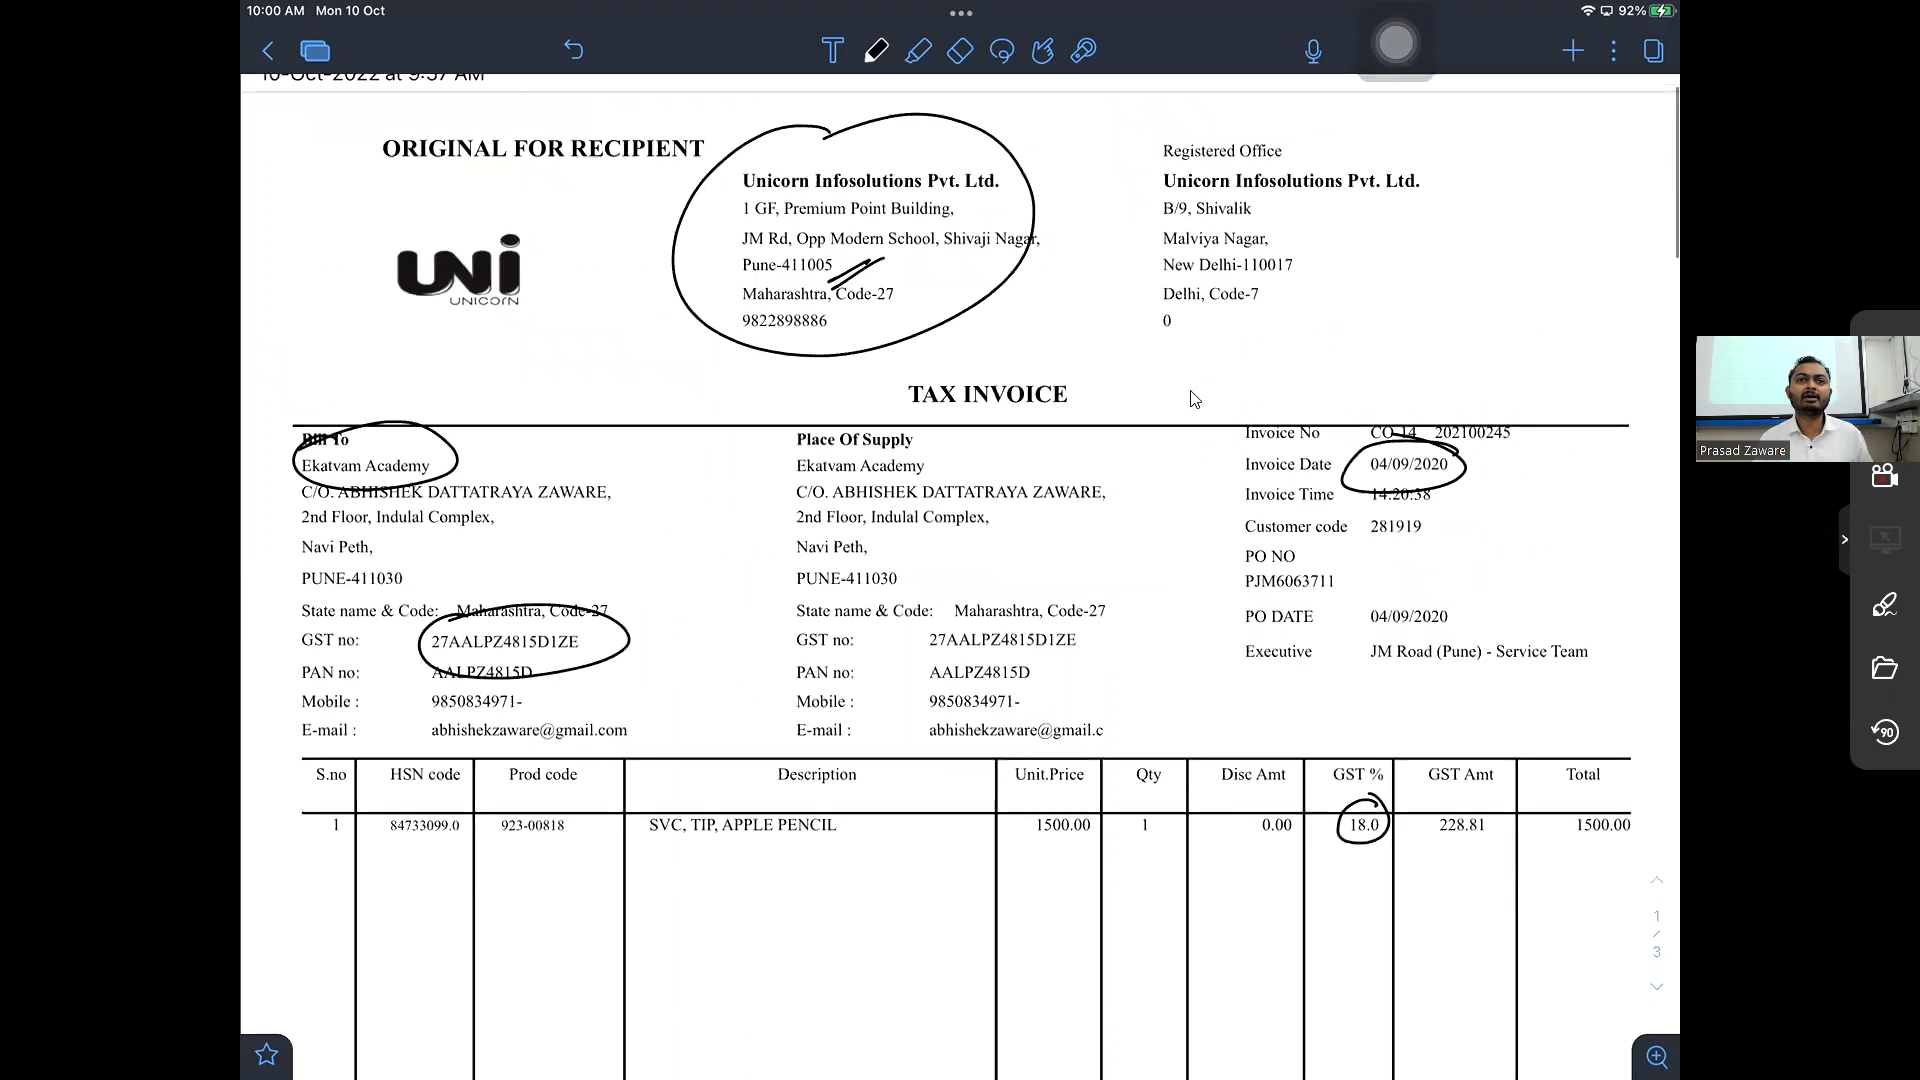 10:00 AM Mon 10 Oct
92%
10-Oct-2022 at 9:57 AM
ORIGINAL FOR RECIPIENT
UNI
UNICORN
Unicorn Infosolutions Pvt. Ltd.
1 GF, Premium Point Building,
JM Rd, Opp Modern School, Shivaji Nagar,
Pune-411005
Maharashtra, Code-27
9822898886
Registered Office
Unicorn Infosolutions Pvt. Ltd.
B/9, Shivalik
Malviya Nagar,
New Delhi-110017
Delhi, Code-7
0
TAX INVOICE
Bill To
Ekatvam Academy
C/O. ABHISHEK DATTATRAYA ZAWARE,
2nd Floor, Indulal Complex,
Navi Peth,
PUNE-411030
State name & Code: Maharashtra, Code-27
GST no: 27AALPZ4815D1ZE
PAN no: AALPZ4815D
Mobile : 9850834971-
E-mail : abhishekzaware@gmail.com
Place Of Supply
Ekatvam Academy
C/O. ABHISHEK DATTATRAYA ZAWARE,
2nd Floor, Indulal Complex,
Navi Peth,
PUNE-411030
State name & Code: Maharashtra, Code-27
GST no: 27AALPZ4815D1ZE
PAN no: AALPZ4815D
Mobile : 9850834971-
E-mail : abhishekzaware@gmail.c
Invoice No CO-14 202100245
Invoice Date 04/09/2020
Invoice Time 14:20:38
Customer code 281919
PO NO
PJM6063711
PO DATE 04/09/2020
Executive JM Road (Pune) - Service Team
S.no HSN code Prod code Description Unit.Price Qty Disc Amt GST % GST Amt Total
1 84733099.0 923-00818 SVC, TIP, APPLE PENCIL 1500.00 1 0.00 18.0 228.81 1500.00
1
/
3
Prasad Zaware
90